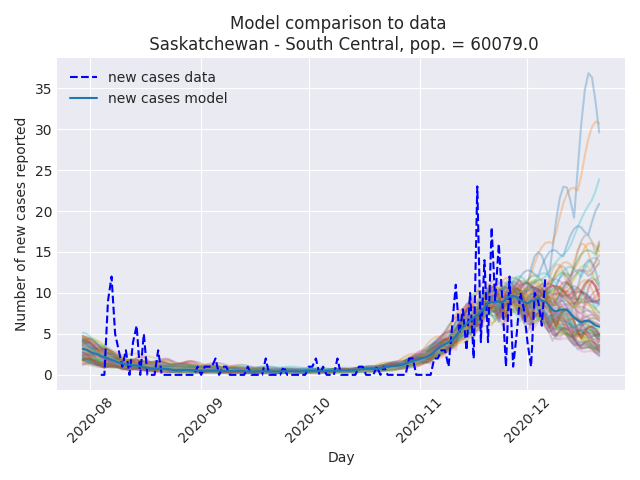 Model comparison to data
Saskatchewan - South Central, pop. = 60079.0
new cases data
new cases model
Number of new cases reported
35
30
25
20
15
10
5
0
2020-08
2020-09
2020-10
2020-11
2020-12
Day